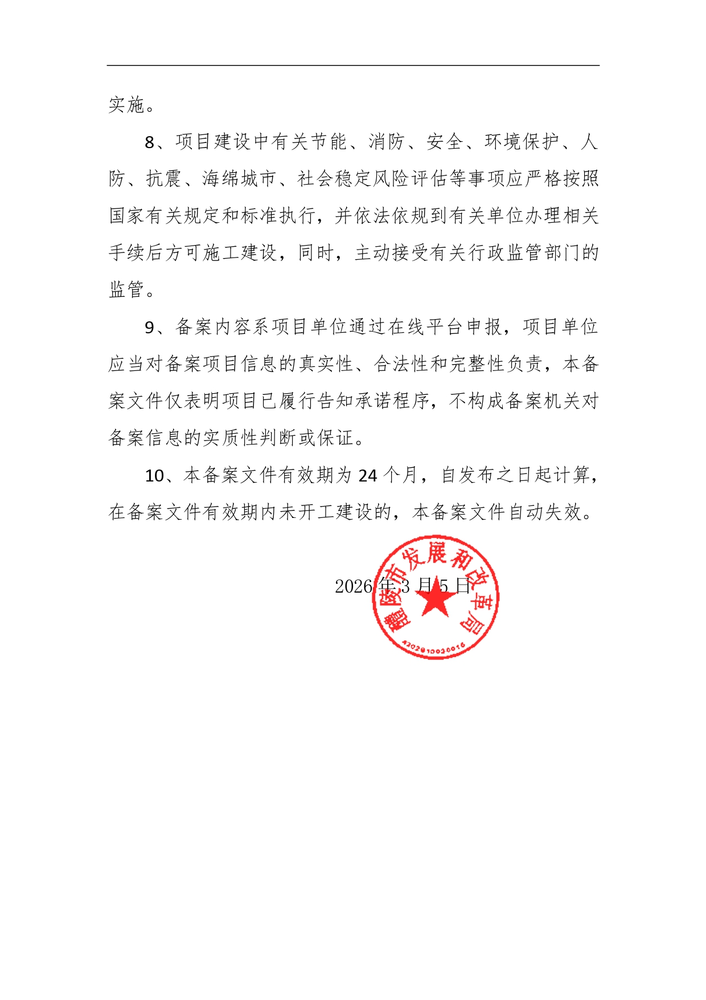 实施。
8、项目建设中有关节能、消防、安全、环境保护、人
防、抗震、海绵城市、社会稳定风险评估等事项应严格按照
国家有关规定和标准执行，并依法依规到有关单位办理相关
手续后方可施工建设，同时，主动接受有关行政监管部门的
监管。
9、备案内容系项目单位通过在线平台申报，项目单位
应当对备案项目信息的真实性、合法性和完整性负责，本备
案文件仅表明项目已履行告知承诺程序，不构成备案机关对
备案信息的实质性判断或保证。
10、本备案文件有效期为 24 个月，自发布之日起计算，
在备案文件有效期内未开工建设的，本备案文件自动失效。
2026 年 3 月 5 日
醴陵市发展和改革局